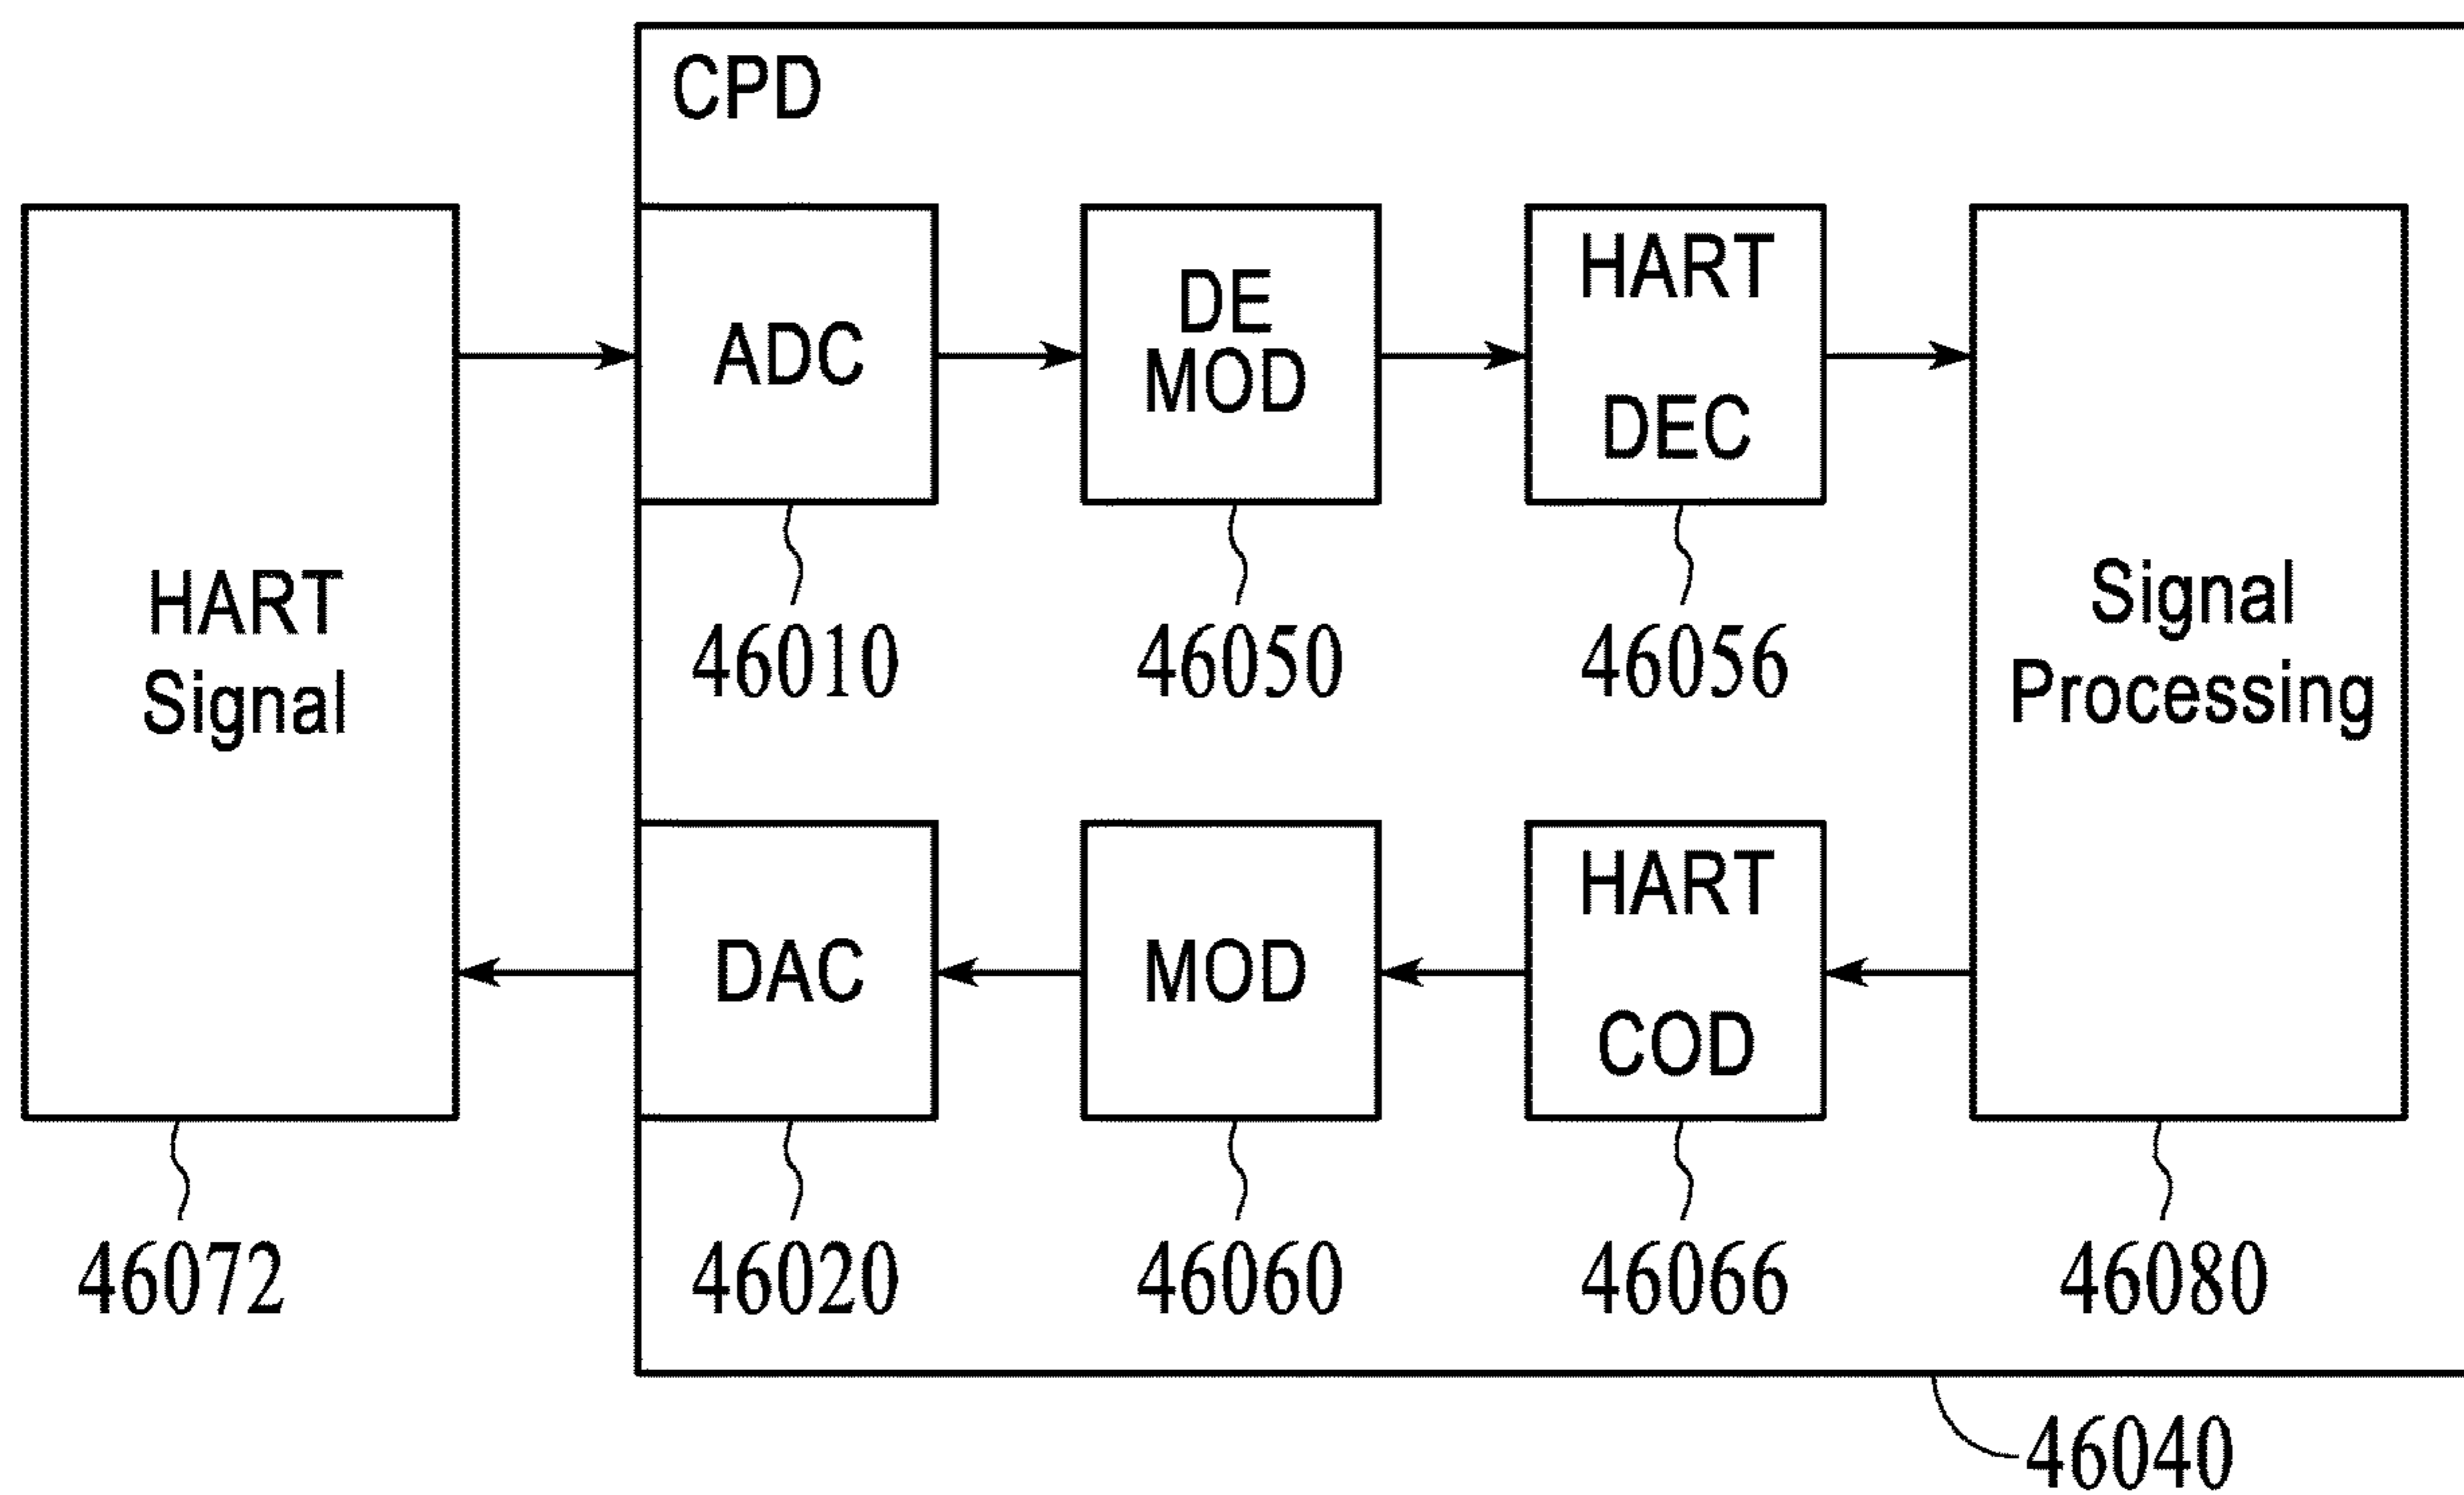 CPD
HART
Signal
ADC
DE
MOD
HART
DEC
Signal
Processing
46010
46050
46056
DAC
MOD
HART
COD
46072
46020
46060
46066
46080
46040